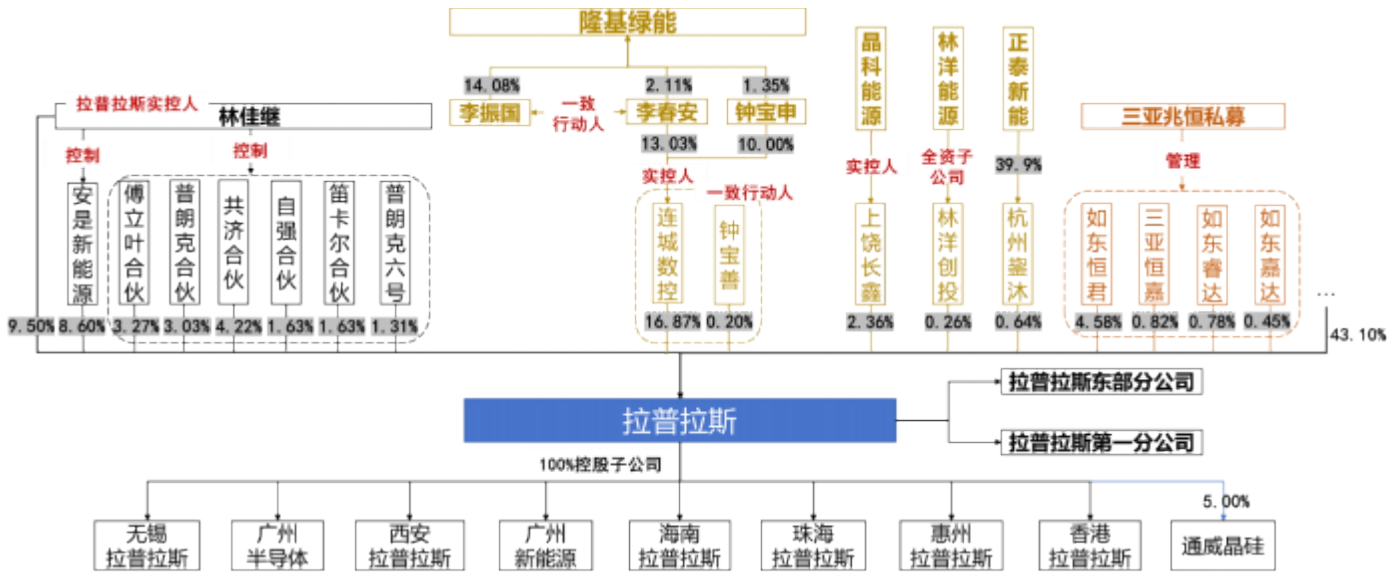 隆基绿能
14.08%
2.11%
1.35%
李振国
一致
行动人
李春安
钟宝申
13.03%
10.00%
实控人
一致行动人
连城数控
钟宝善
16.87%
0.20%
拉普拉斯实控人
林佳继
控制
控制
安是新能源
傅立叶合伙
普朗克合伙
共济合伙
自强合伙
笛卡尔合伙
普朗克六号
9.50%
8.60%
3.27%
3.03%
4.22%
1.63%
1.63%
1.31%
晶科能源
林洋能源
正泰新能
实控人
全资子
公司
39.9%
上饶长鑫
林洋创投
杭州鋆沐
2.36%
0.26%
0.64%
三亚兆恒私募
管理
如东恒君
三亚恒嘉
如东睿达
如东嘉达
4.58%
0.82%
0.78%
0.45%
...
43.10%
拉普拉斯
拉普拉斯东部分公司
拉普拉斯第一分公司
100%控股子公司
5.00%
无锡
拉普拉斯
广州
半导体
西安
拉普拉斯
广州
新能源
海南
拉普拉斯
珠海
拉普拉斯
惠州
拉普拉斯
香港
拉普拉斯
通威晶硅